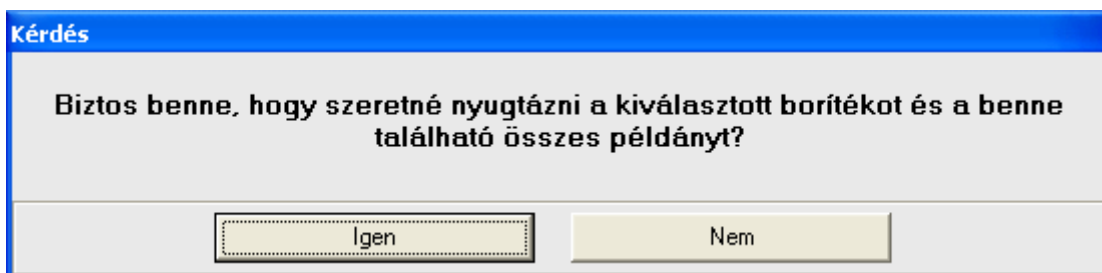 Kérdés
Biztos benne, hogy szeretné nyugtázni a kiválasztott borítékot és a benne
található összes példányt?
Igen
Nem